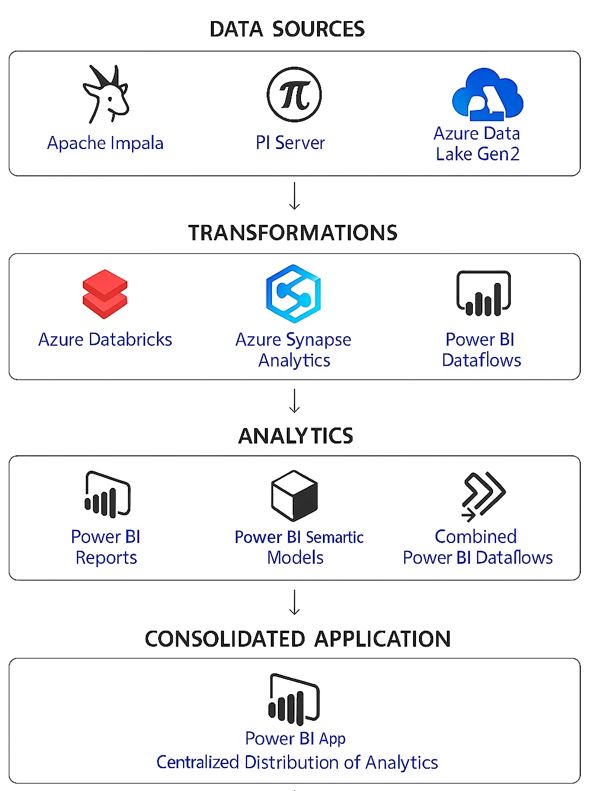 DATA SOURCES
Apache Impala
PI Server
Azure Data
Lake Gen2
TRANSFORMATIONS
Azure Databricks
Azure Synapse
Analytics
Power BI
Dataflows
ANALYTICS
Power BI
Reports
Power BI Semartic
Models
Combined
Power BI Dataflows
CONSOLIDATED APPLICATION
Power BI App
Centralized Distribution of Analytics